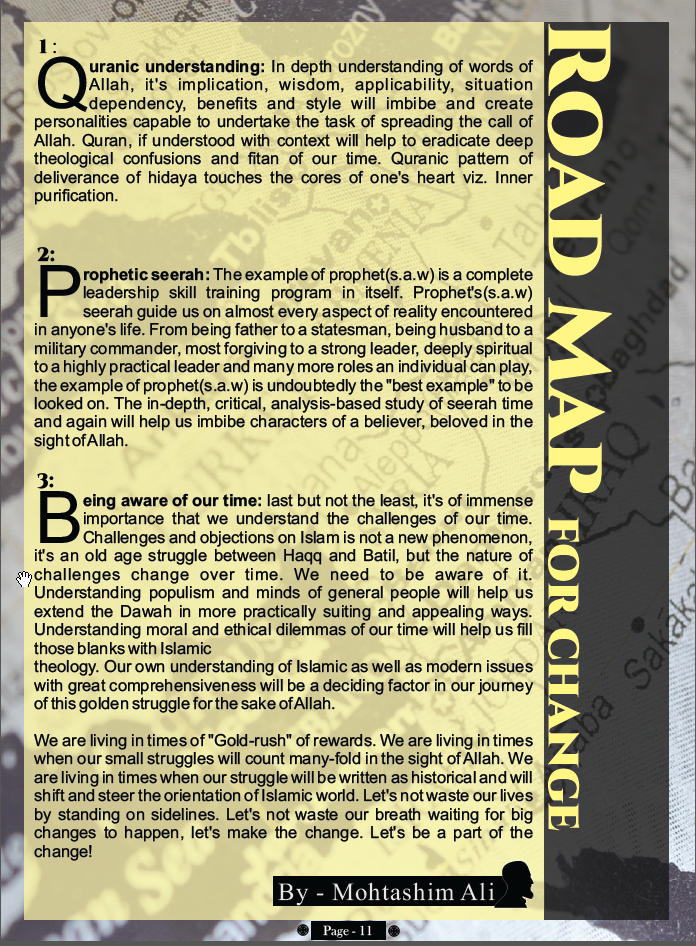 1:
Quranic understanding: In depth understanding of words of
Allah, it's implication, wisdom, applicability, situation
dependency, benefits and style will imbibe and create
personalities capable to undertake the task of spreading the call of
Allah. Quran, if understood with context will help to eradicate deep
theological confusions and fitan of our time. Quranic pattern of
deliverance of hidaya touches the cores of one's heart viz. Inner
purification.
2:
Prophetic seerah: The example of prophet(s.a.w) is a complete
leadership skill training program in itself. Prophet's(s.a.w)
seerah guide us on almost every aspect of reality encountered
in anyone's life. From being father to a statesman, being husband to a
military commander, most forgiving to a strong leader, deeply spiritual
to a highly practical leader and many more roles an individual can play,
the example of prophet(s.a.w) is undoubtedly the "best example" to be
looked on. The in-depth, critical, analysis-based study of seerah time
and again will help us imbibe characters of a believer, beloved in the
sight of Allah.
3:
Being aware of our time: last but not the least, it's of immense
importance that we understand the challenges of our time.
Challenges and objections on Islam is not a new phenomenon,
it's an old age struggle between Haqq and Batil, but the nature of
challenges change over time. We need to be aware of it.
Understanding populism and minds of general people will help us
extend the Dawah in more practically suiting and appealing ways.
Understanding moral and ethical dilemmas of our time will help us fill
those blanks with Islamic
theology. Our own understanding of Islamic as well as modern issues
with great comprehensiveness will be a deciding factor in our journey
of this golden struggle for the sake of Allah.
We are living in times of "Gold-rush" of rewards. We are living in times
when our small struggles will count many-fold in the sight of Allah. We
are living in times when our struggle will be written as historical and will
shift and steer the orientation of Islamic world. Let's not waste our lives
by standing on sidelines. Let's not waste our breath waiting for big
changes to happen, let's make the change. Let's be a part of the
change!
By - Mohtashim Ali
Page - 11
ROAD MAP FOR CHANGE